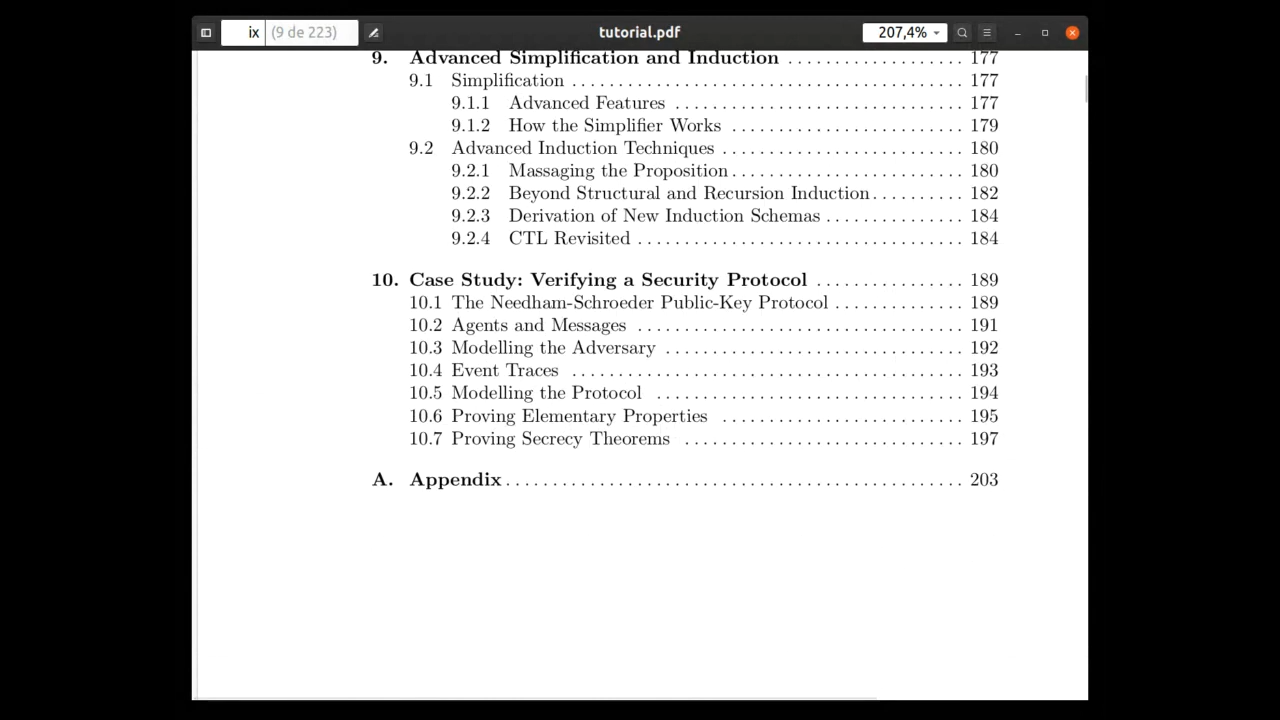 ix (9 de 223) tutorial.pdf 207,4%
9. Advanced Simplification and Induction 177
9.1 Simplification 177
9.1.1 Advanced Features 177
9.1.2 How the Simplifier Works 179
9.2 Advanced Induction Techniques 180
9.2.1 Massaging the Proposition 180
9.2.2 Beyond Structural and Recursion Induction 182
9.2.3 Derivation of New Induction Schemas 184
9.2.4 CTL Revisited 184
10. Case Study: Verifying a Security Protocol 189
10.1 The Needham-Schroeder Public-Key Protocol 189
10.2 Agents and Messages 191
10.3 Modelling the Adversary 192
10.4 Event Traces 193
10.5 Modelling the Protocol 194
10.6 Proving Elementary Properties 195
10.7 Proving Secrecy Theorems 197
A. Appendix 203